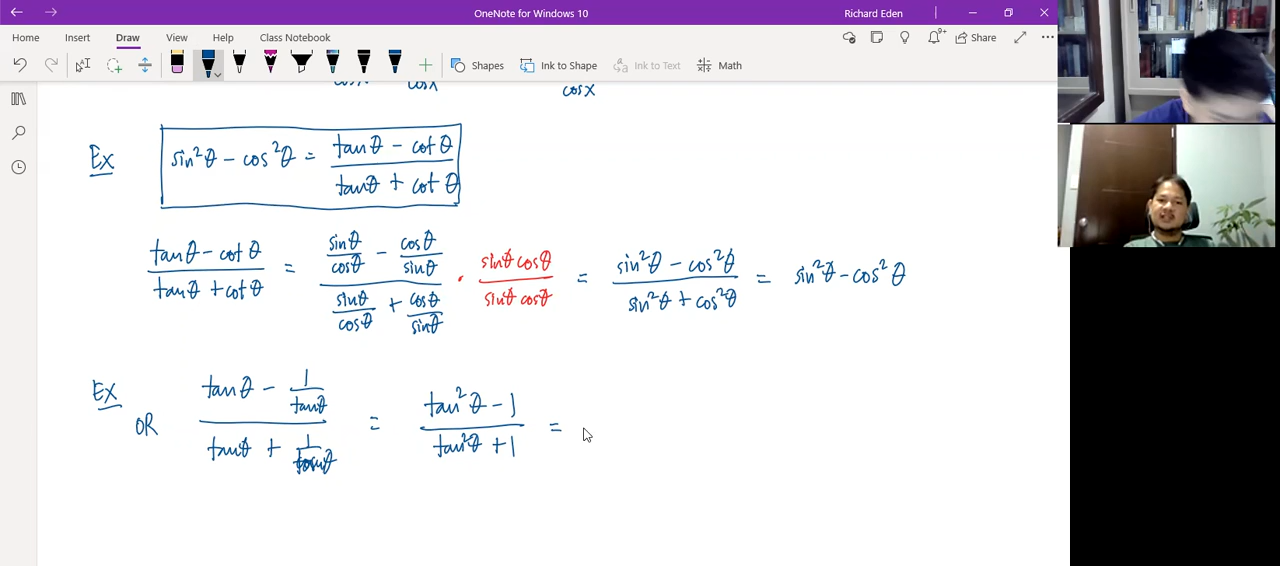 OneNote for Windows 10
Richard Eden
Home Insert Draw View Help Class Notebook
9+ Share
Shapes Ink to Shape Ink to Text Math
cos x cos x cos x
Ex sin²θ − cos²θ = (tanθ − cotθ)/(tanθ + cotθ)
(tanθ − cotθ)/(tanθ + cotθ) = (sinθ/cosθ − cosθ/sinθ)/(sinθ/cosθ + cosθ/sinθ) · (sinθ cosθ)/(sinθ cosθ) = (sin²θ − cos²θ)/(sin²θ + cos²θ) = sin²θ − cos²θ
Ex
OR (tanθ − 1/tanθ)/(tanθ + 1/tanθ) = (tan²θ − 1)/(tan²θ + 1) =